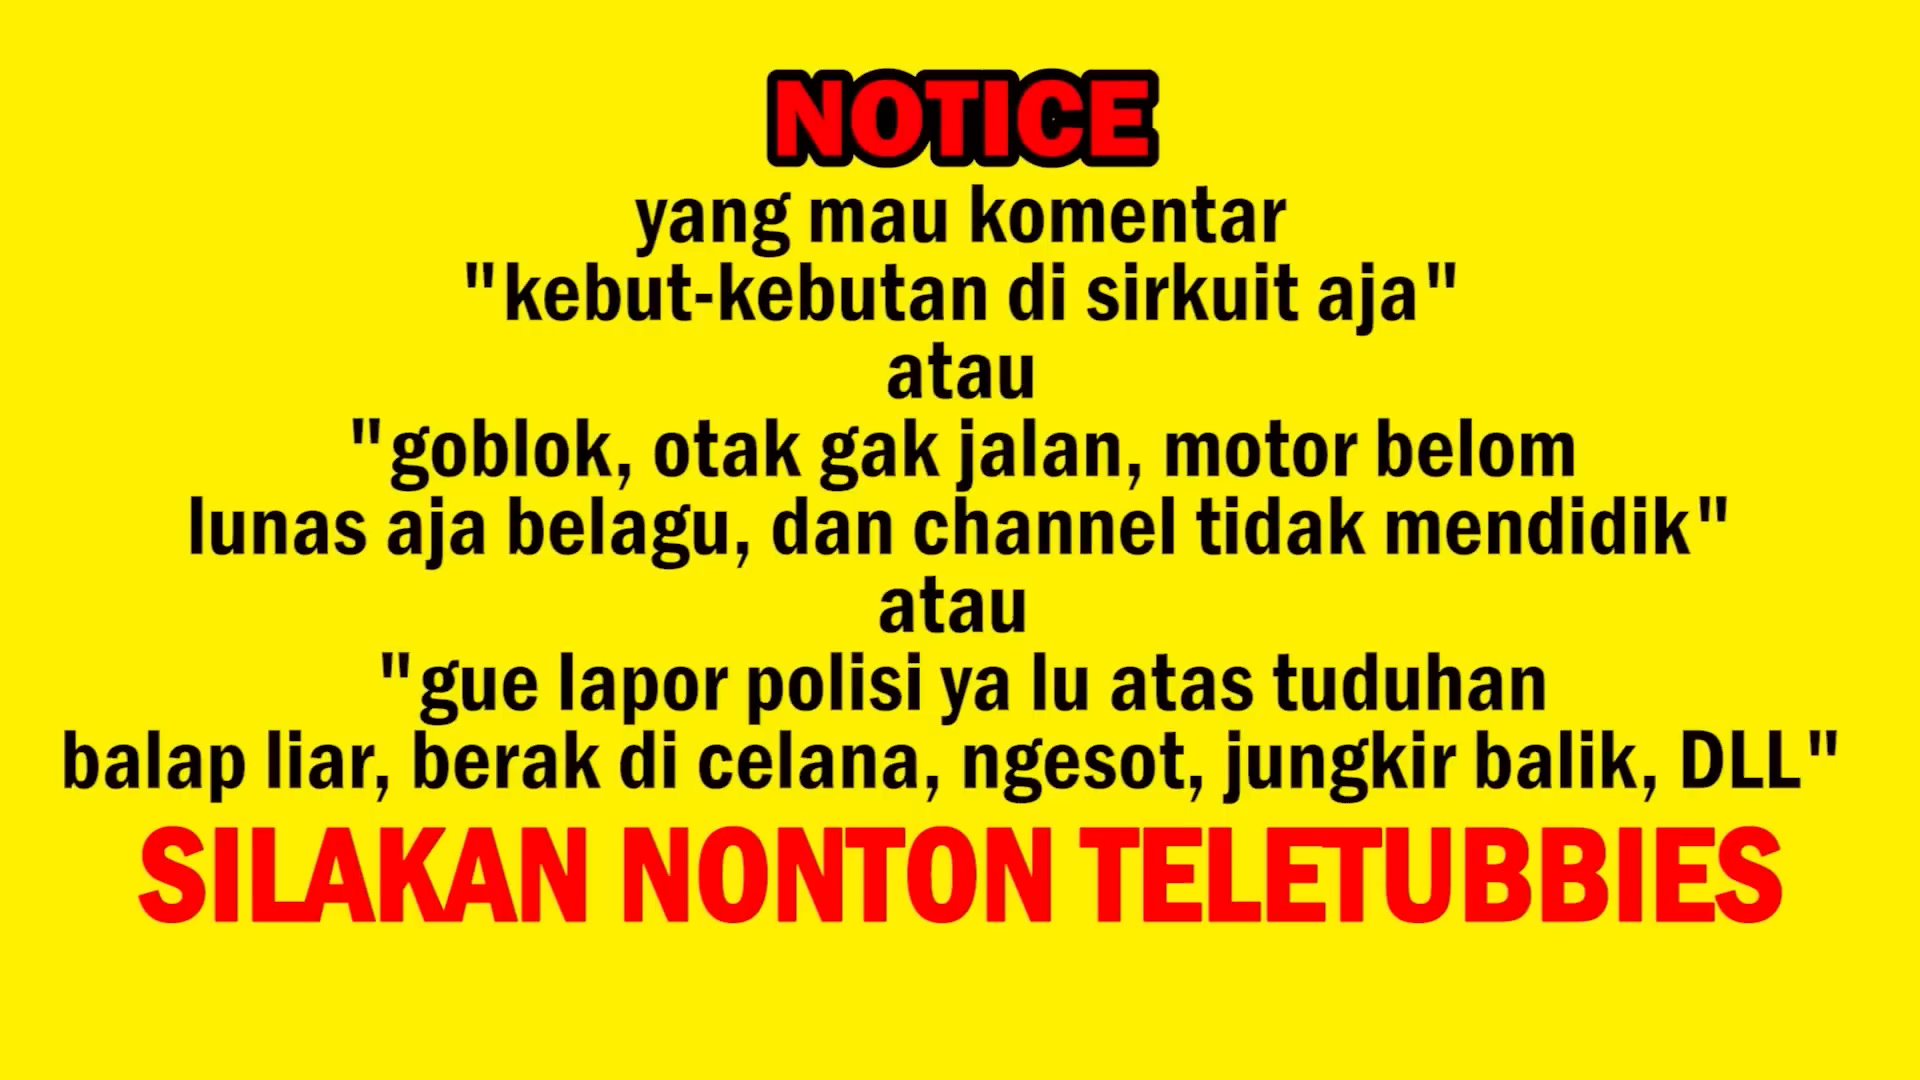 NOTICE
yang mau komentar
"kebut-kebutan di sirkuit aja"
atau
"goblok, otak gak jalan, motor belom
lunas aja belagu, dan channel tidak mendidik"
atau
"gue lapor polisi ya lu atas tuduhan
balap liar, berak di celana, ngesot, jungkir balik, DLL"
SILAKAN NONTON TELETUBBIES